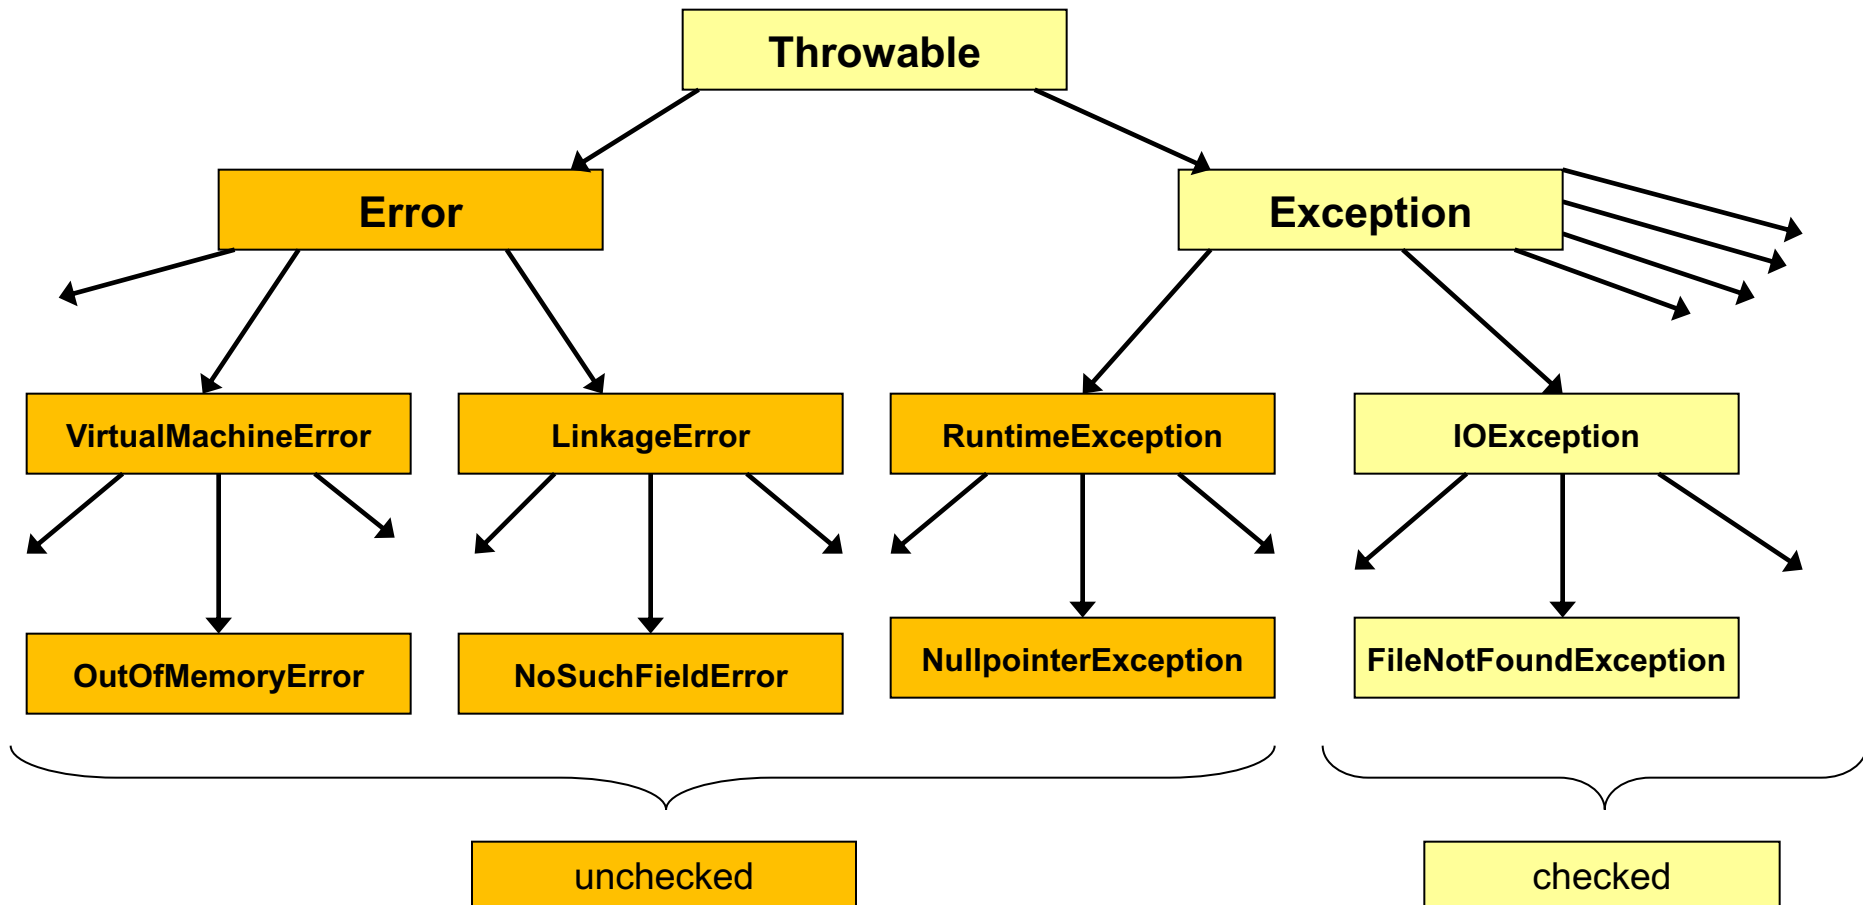 Throwable
Error
Exception
VirtualMachineError
LinkageError
RuntimeException
IOException
OutOfMemoryError
NoSuchFieldError
NullpointerException
FileNotFoundException
unchecked
checked